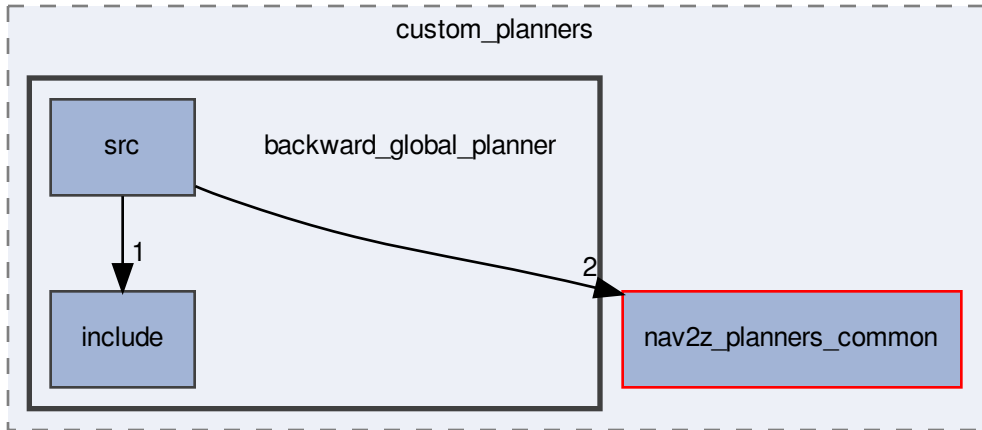 custom_planners
src
backward_global_planner
1
2
include
nav2z_planners_common